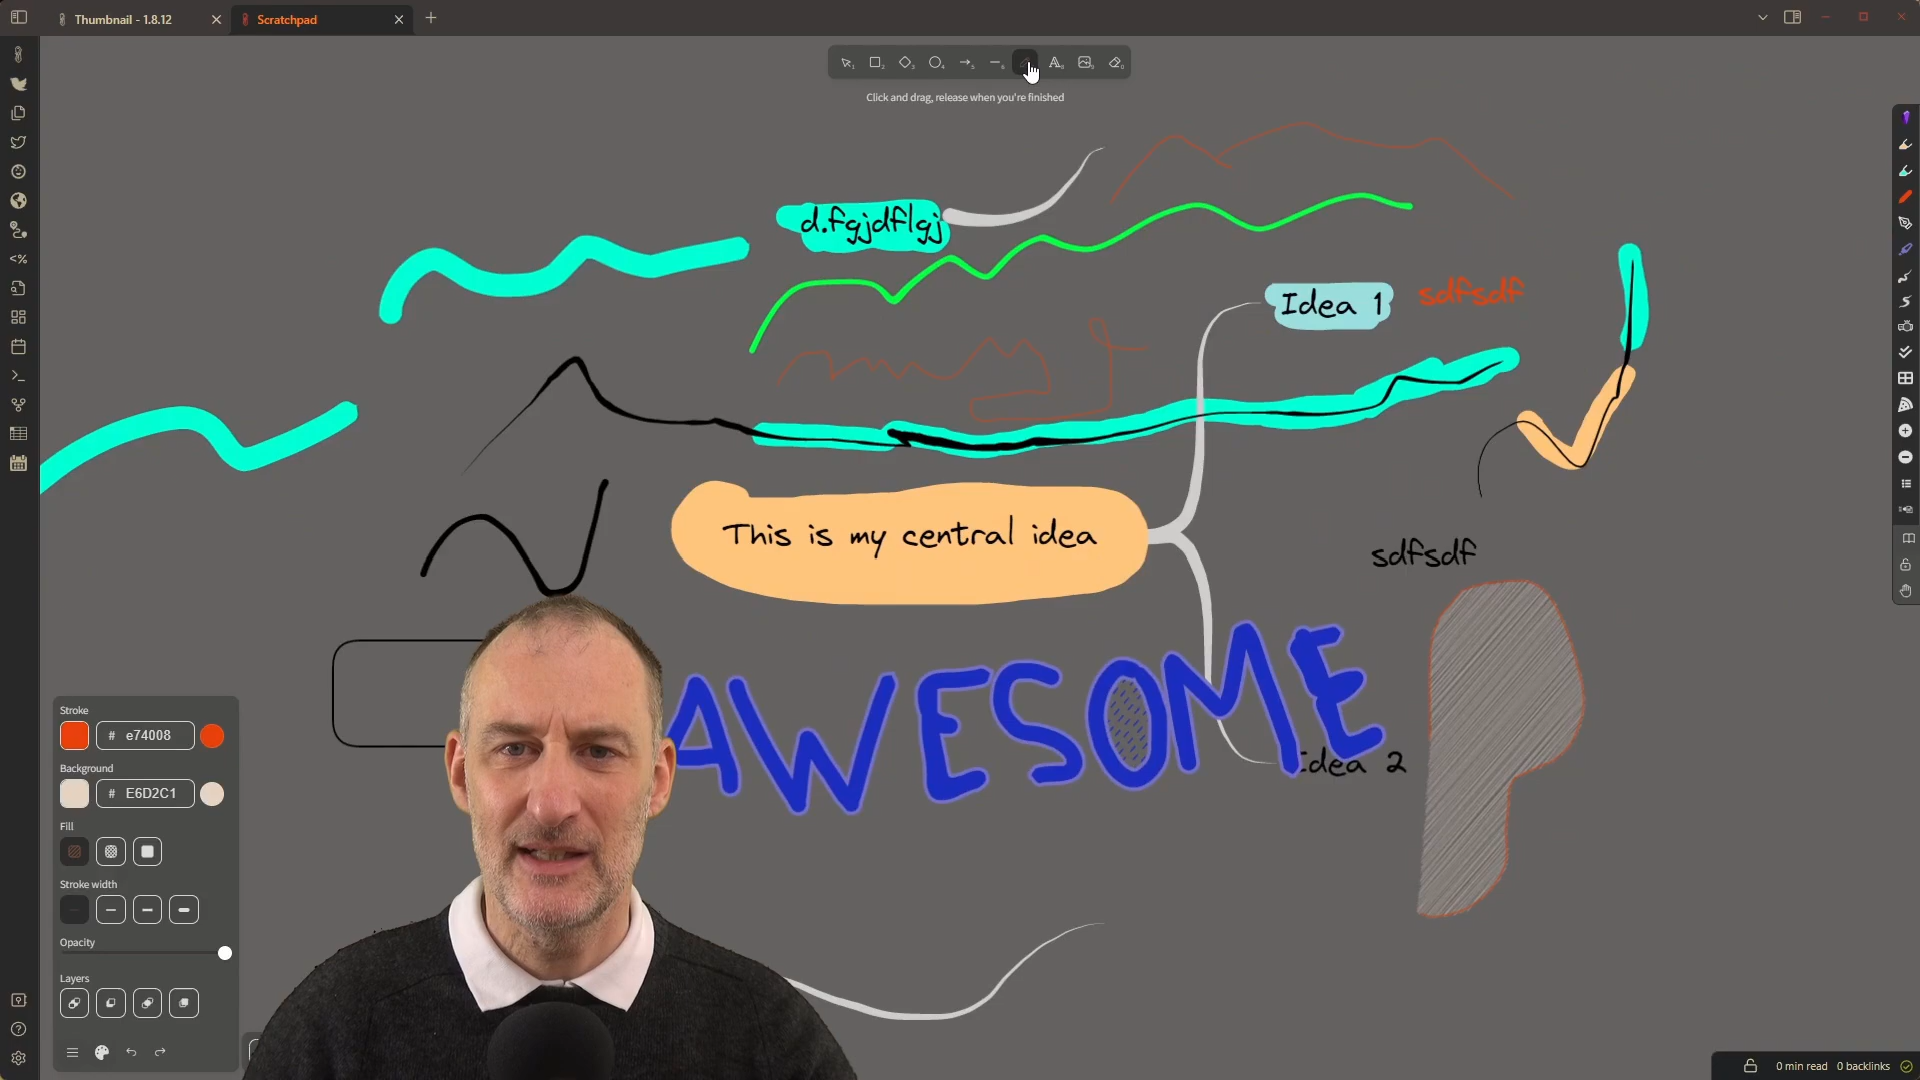 Thumbnail - 1.8.12
Scratchpad
Click and drag, release when you're finished
d.fgjdflgj
Idea 1
sdfsdf
This is my central idea
sdfsdf
AWESOME
Idea 2
Stroke
# e74008
Background
# E6D2C1
Fill
Stroke width
Opacity
Layers
0 min read 0 backlinks